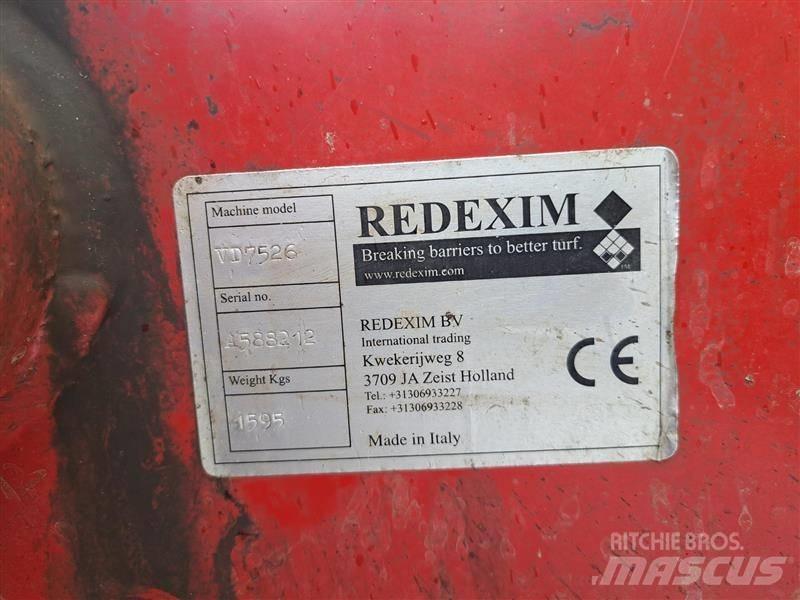 Machine model
VD7526
Serial no.
A588212
Weight Kgs
1595
REDEXIM
Breaking barriers to better turf.
www.redexim.com
TM
REDEXIM BV
International trading
Kwekerijweg 8
3709 JA Zeist Holland
Tel.: +31306933227
Fax: +31306933228
Made in Italy
CE
RITCHIE BROS.
MASCUS